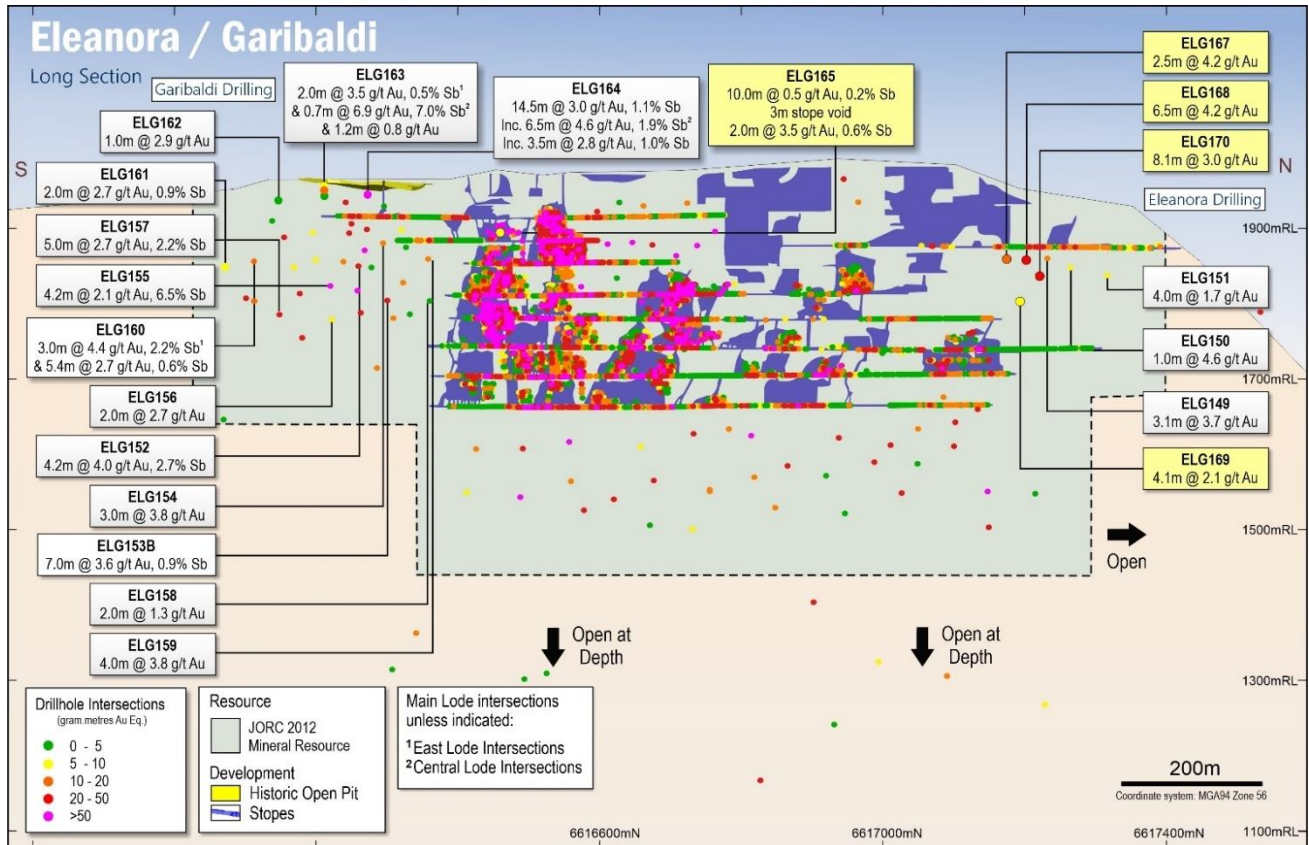 Eleanora / Garibaldi
Long Section
Garibaldi Drilling
ELG163
2.0m @ 3.5 g/t Au, 0.5% Sb¹
& 0.7m @ 6.9 g/t Au, 7.0% Sb²
& 1.2m @ 0.8 g/t Au
ELG164
14.5m @ 3.0 g/t Au, 1.1% Sb
Inc. 6.5m @ 4.6 g/t Au, 1.9% Sb²
Inc. 3.5m @ 2.8 g/t Au, 1.0% Sb
ELG165
10.0m @ 0.5 g/t Au, 0.2% Sb
3m stope void
2.0m @ 3.5 g/t Au, 0.6% Sb
ELG167
2.5m @ 4.2 g/t Au
ELG168
6.5m @ 4.2 g/t Au
ELG170
8.1m @ 3.0 g/t Au
S
N
Eleanora Drilling
ELG162
1.0m @ 2.9 g/t Au
ELG161
2.0m @ 2.7 g/t Au, 0.9% Sb
ELG157
5.0m @ 2.7 g/t Au, 2.2% Sb
ELG155
4.2m @ 2.1 g/t Au, 6.5% Sb
ELG160
3.0m @ 4.4 g/t Au, 2.2% Sb¹
& 5.4m @ 2.7 g/t Au, 0.6% Sb
ELG156
2.0m @ 2.7 g/t Au
ELG152
4.2m @ 4.0 g/t Au, 2.7% Sb
ELG154
3.0m @ 3.8 g/t Au
ELG153B
7.0m @ 3.6 g/t Au, 0.9% Sb
ELG158
2.0m @ 1.3 g/t Au
ELG159
4.0m @ 3.8 g/t Au
1900mRL
ELG151
4.0m @ 1.7 g/t Au
ELG150
1.0m @ 4.6 g/t Au
1700mRL
ELG149
3.1m @ 3.7 g/t Au
ELG169
4.1m @ 2.1 g/t Au
1500mRL
Open
Open at
Depth
Open at
Depth
1300mRL
Drillhole Intersections
(gram.metres Au Eq.)
0 - 5
5 - 10
10 - 20
20 - 50
>50
Resource
JORC 2012
Mineral Resource
Development
Historic Open Pit
Stopes
Main Lode intersections
unless indicated:
¹East Lode Intersections
²Central Lode Intersections
200m
Coordinate system: MGA94 Zone 56
6616600mN
6617000mN
6617400mN
1100mRL